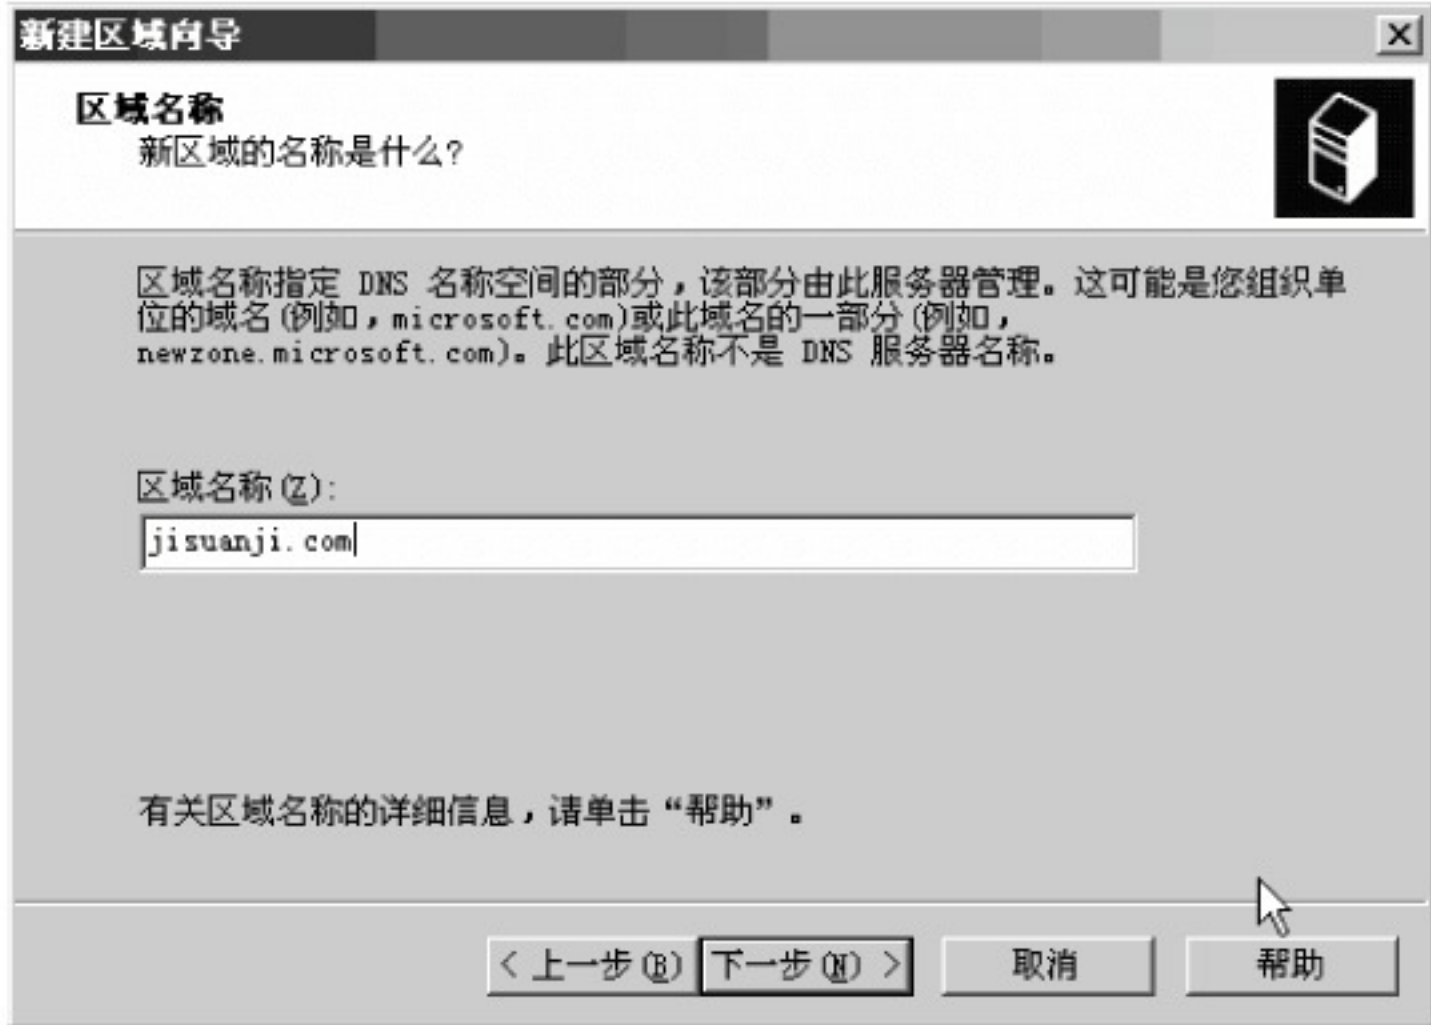 新建区域向导
区域名称
新区域的名称是什么?
区域名称指定 DNS 名称空间的部分，该部分由此服务器管理。这可能是您组织单
位的域名(例如，microsoft.com)或此域名的一部分(例如，
newzone.microsoft.com)。此区域名称不是 DNS 服务器名称。
区域名称(Z):
jisuanji.com
有关区域名称的详细信息，请单击“帮助”。
< 上一步(B) 下一步(N) > 取消 帮助